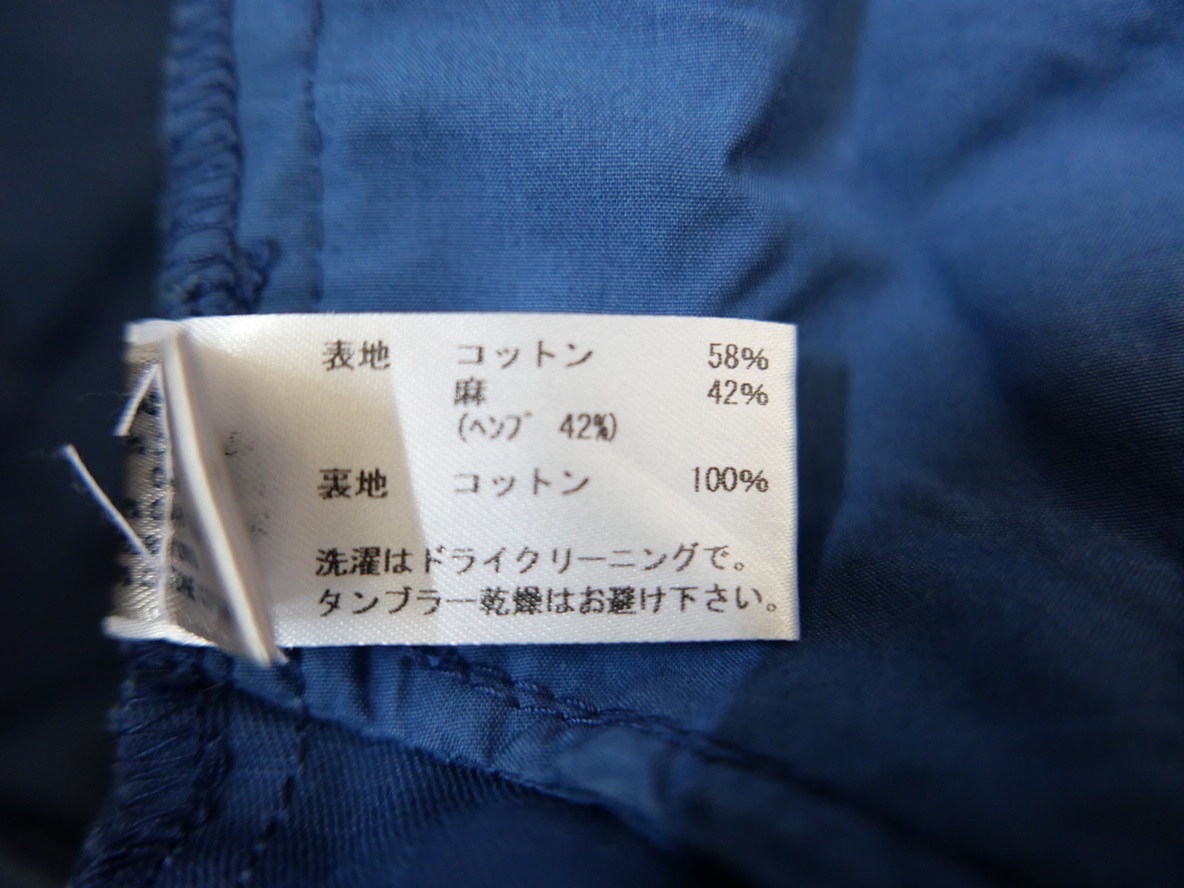 表地 コットン 58%
麻 42%
(ヘンプ 42%)
裏地 コットン 100%
洗濯はドライクリーニングで。
タンブラー乾燥はお避け下さい。